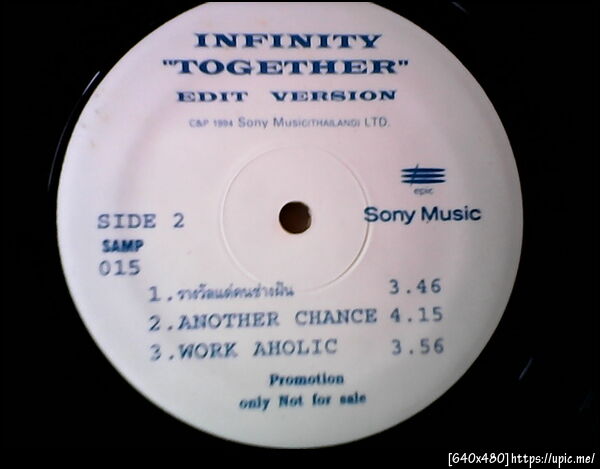 INFINITY
"TOGETHER"
EDIT VERSION
C&P 1994 Sony Music(THAILAND) LTD.
epic
Sony Music
SIDE 2
SAMP
015
1.รางวัลแด่คนช่างฝัน 3.46
2.ANOTHER CHANCE 4.15
3.WORK AHOLIC 3.56
Promotion
only Not for sale
[640x480]https://upic.me/